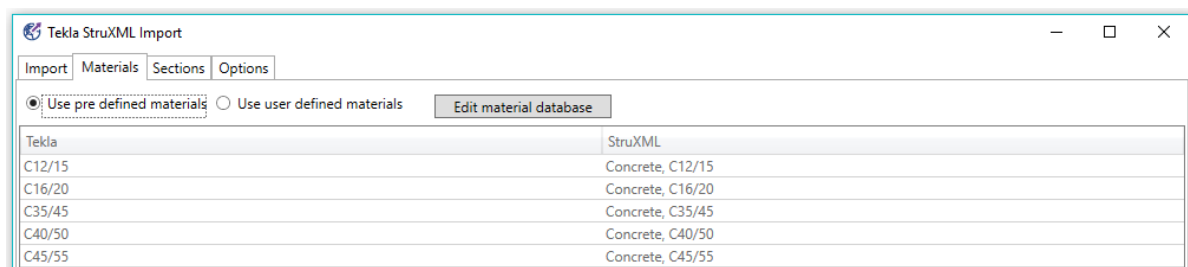 Tekla StruXML Import
Import Materials Sections Options
Use pre defined materials Use user defined materials Edit material database
Tekla StruXML
C12/15 Concrete, C12/15
C16/20 Concrete, C16/20
C35/45 Concrete, C35/45
C40/50 Concrete, C40/50
C45/55 Concrete, C45/55